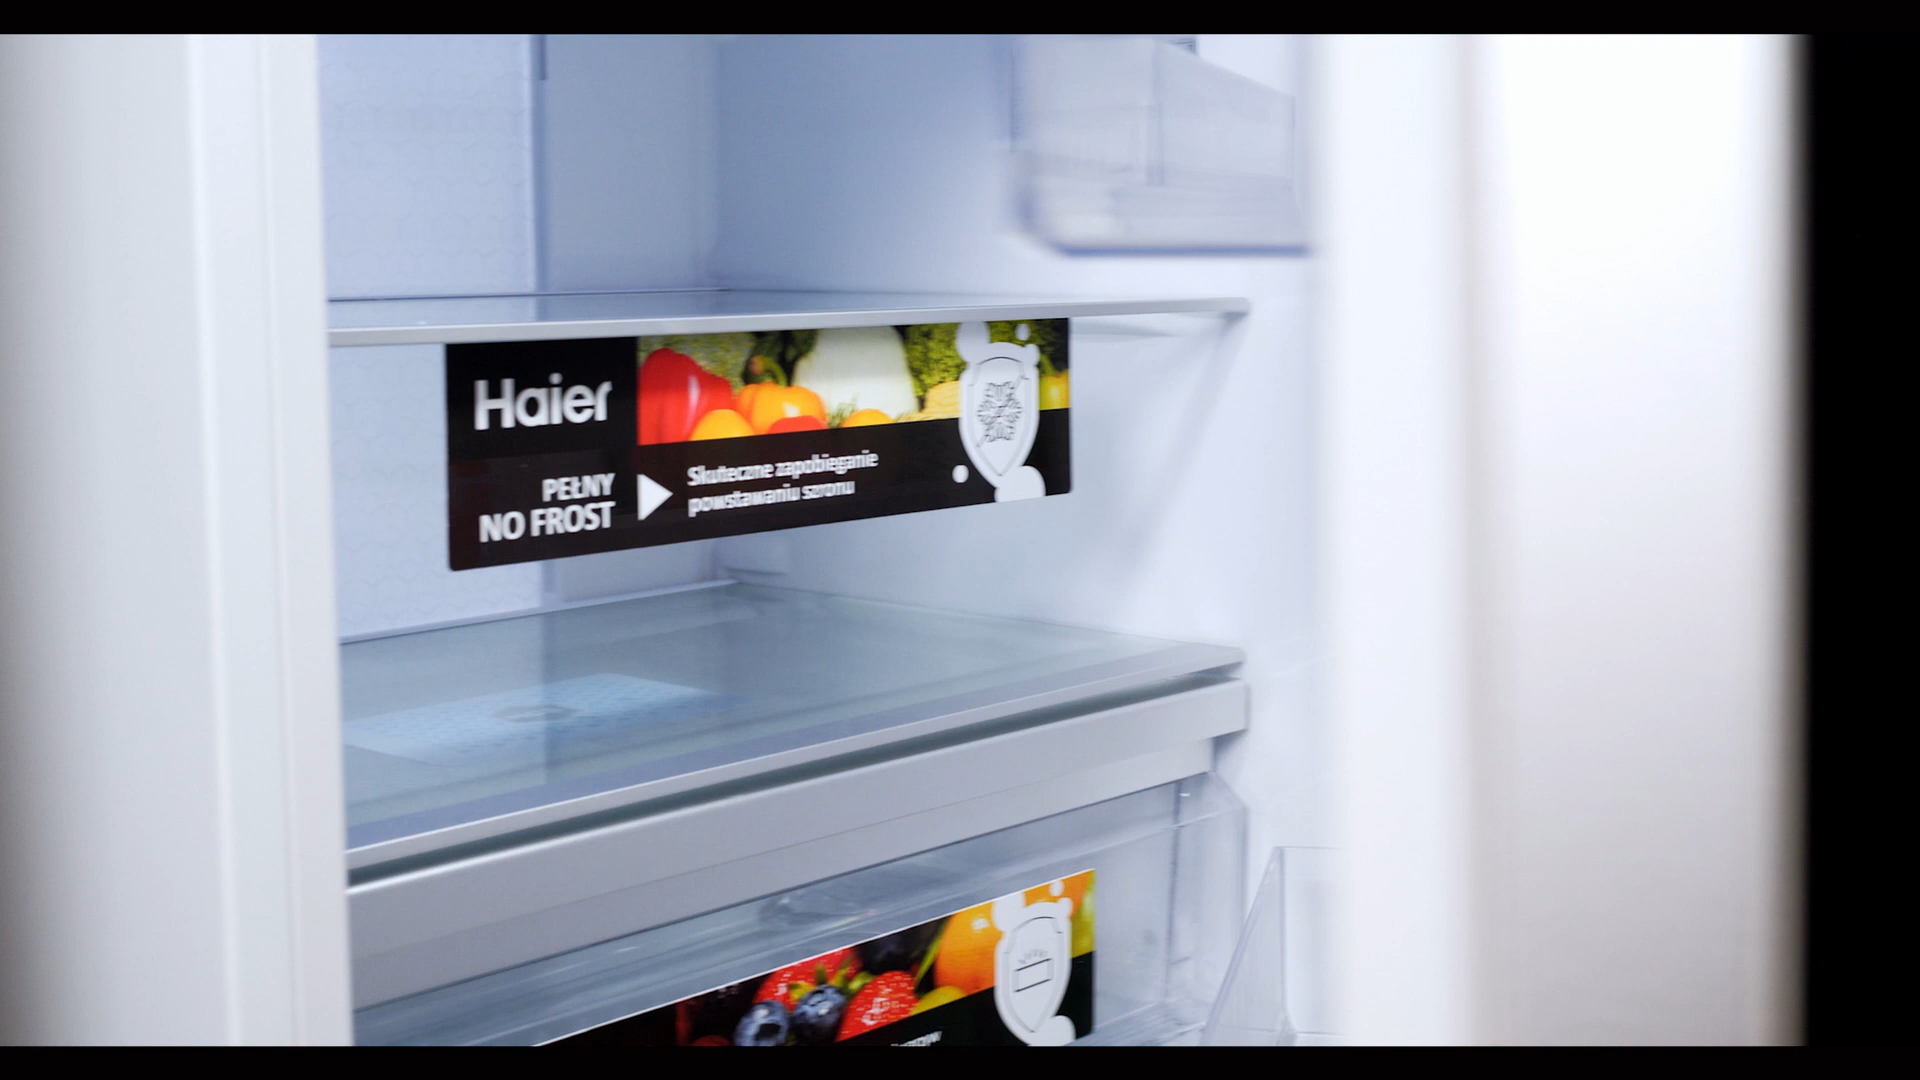 Haier
PEŁNY
NO FROST
Skuteczne zapobieganie
powstawaniu szronu